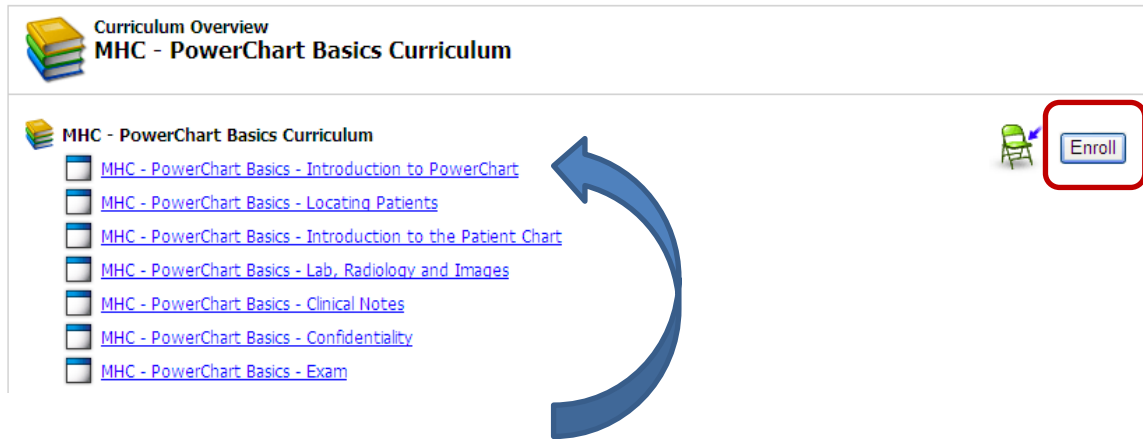 Curriculum Overview
MHC - PowerChart Basics Curriculum
MHC - PowerChart Basics Curriculum
Enroll
MHC - PowerChart Basics - Introduction to PowerChart
MHC - PowerChart Basics - Locating Patients
MHC - PowerChart Basics - Introduction to the Patient Chart
MHC - PowerChart Basics - Lab, Radiology and Images
MHC - PowerChart Basics - Clinical Notes
MHC - PowerChart Basics - Confidentiality
MHC - PowerChart Basics - Exam